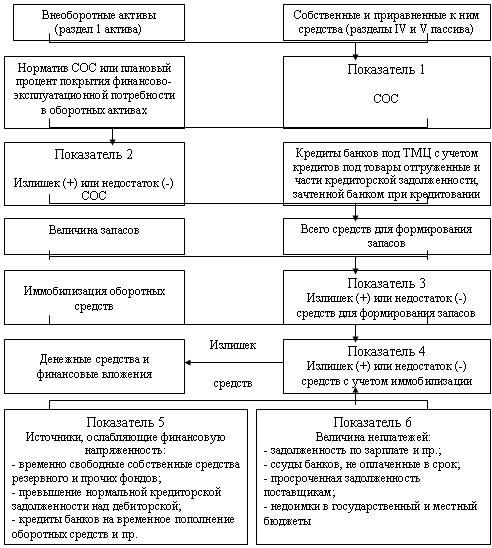 Внеоборотные активы
(раздел 1 актива)
Собственные и приравненные к ним
средства (разделы IV и V пассива)
Норматив СОС или плановый
процент покрытия финансово-
эксплуатационной потребности
в оборотных активах
Показатель 1
СОС
Показатель 2
Излишек (+) или недостаток (-)
СОС
Кредиты банков под ТМЦ с учетом
кредитов под товары отгруженные и
части кредиторской задолженности,
зачтенной банком при кредитовании
Величина запасов
Всего средств для формирования
запасов
Иммобилизация оборотных
средств
Показатель 3
Излишек (+) или недостаток (-)
средств для формирования запасов
Денежные средства и
финансовые вложения
Излишек
средств
Показатель 4
Излишек (+) или недостаток (-)
средств с учетом иммобилизации
Показатель 5
Источники, ослабляющие финансовую
напряженность:
- временно свободные собственные средства
резервного и прочих фондов;
- превышение нормальной кредиторской
задолженности над дебиторской;
- кредиты банков на временное пополнение
оборотных средств и пр.
Показатель 6
Величина неплатежей:
- задолженность по зарплате и пр.;
- ссуды банков, не оплаченные в срок;
- просроченная задолженность
поставщикам;
- недоимки в государственный и местный
бюджеты